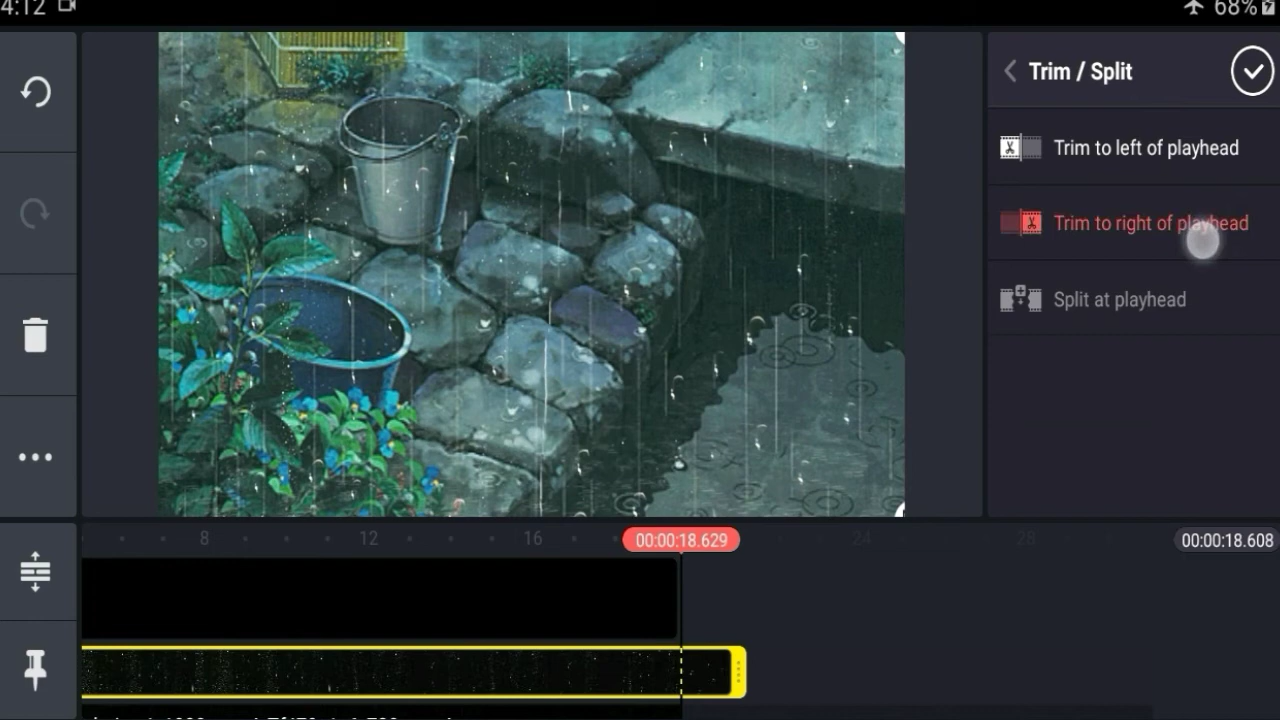 4:12
68%
Trim / Split
Trim to left of playhead
Trim to right of playhead
Split at playhead
8 12 16 00:00:18.629 24 28 00:00:18.608